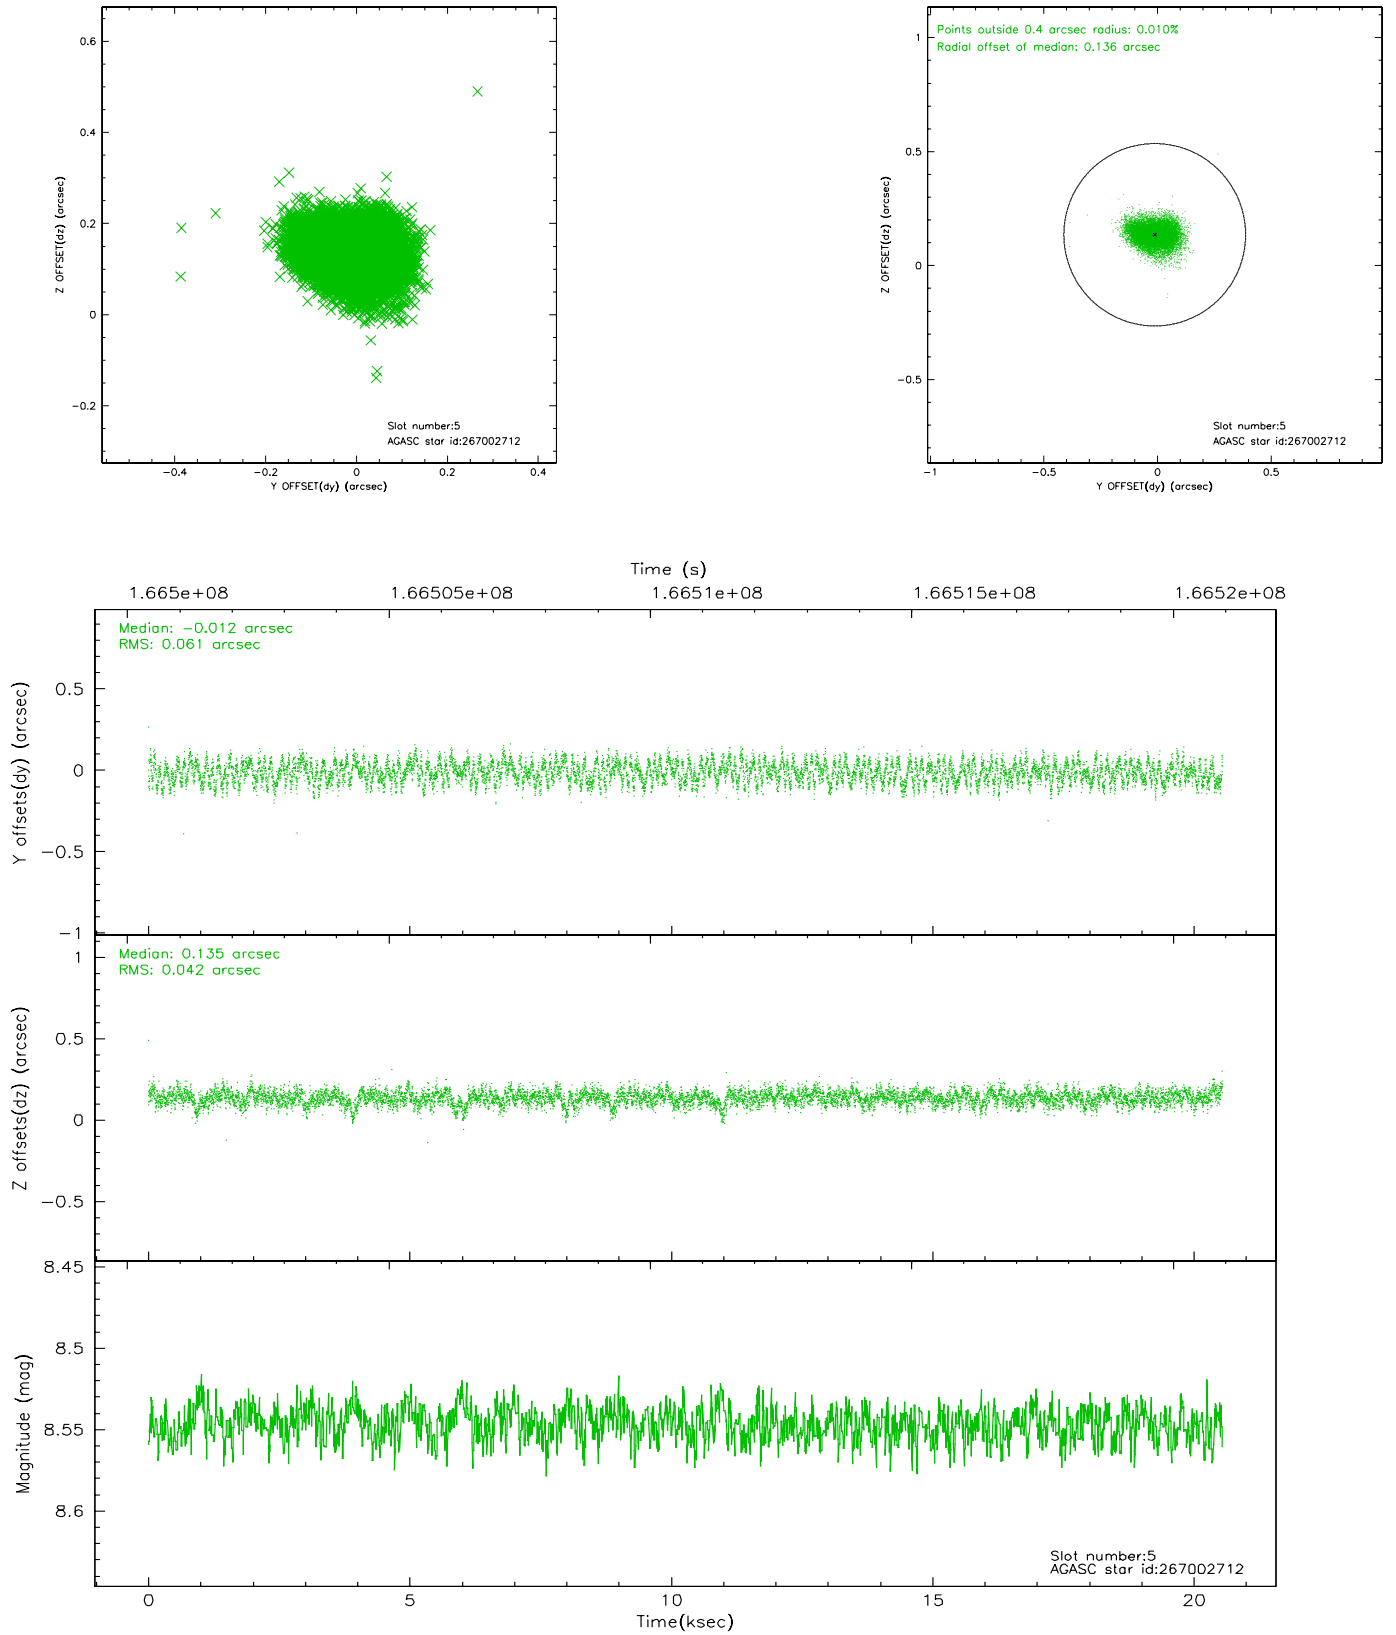 0.6
0.4
0.2
0
−0.2
Z OFFSET(dz) (arcsec)
Slot number:5
AGASC star id:267002712
−0.4 −0.2 0 0.2 0.4
Y OFFSET(dy) (arcsec)
Points outside 0.4 arcsec radius: 0.010%
Radial offset of median: 0.136 arcsec
1
0.5
0
−0.5
Z OFFSET(dz) (arcsec)
Slot number:5
AGASC star id:267002712
−1 −0.5 0 0.5
Y OFFSET(dy) (arcsec)
Time (s)
1.665e+08 1.66505e+08 1.6651e+08 1.66515e+08 1.6652e+08
Median: −0.012 arcsec
RMS: 0.061 arcsec
0.5
0
−0.5
−1
Y offsets(dy) (arcsec)
Median: 0.135 arcsec
RMS: 0.042 arcsec
1
0.5
0
−0.5
Z offsets(dz) (arcsec)
8.45
8.5
8.55
8.6
Magnitude (mag)
Slot number:5
AGASC star id:267002712
0 5 10 15 20
Time(ksec)